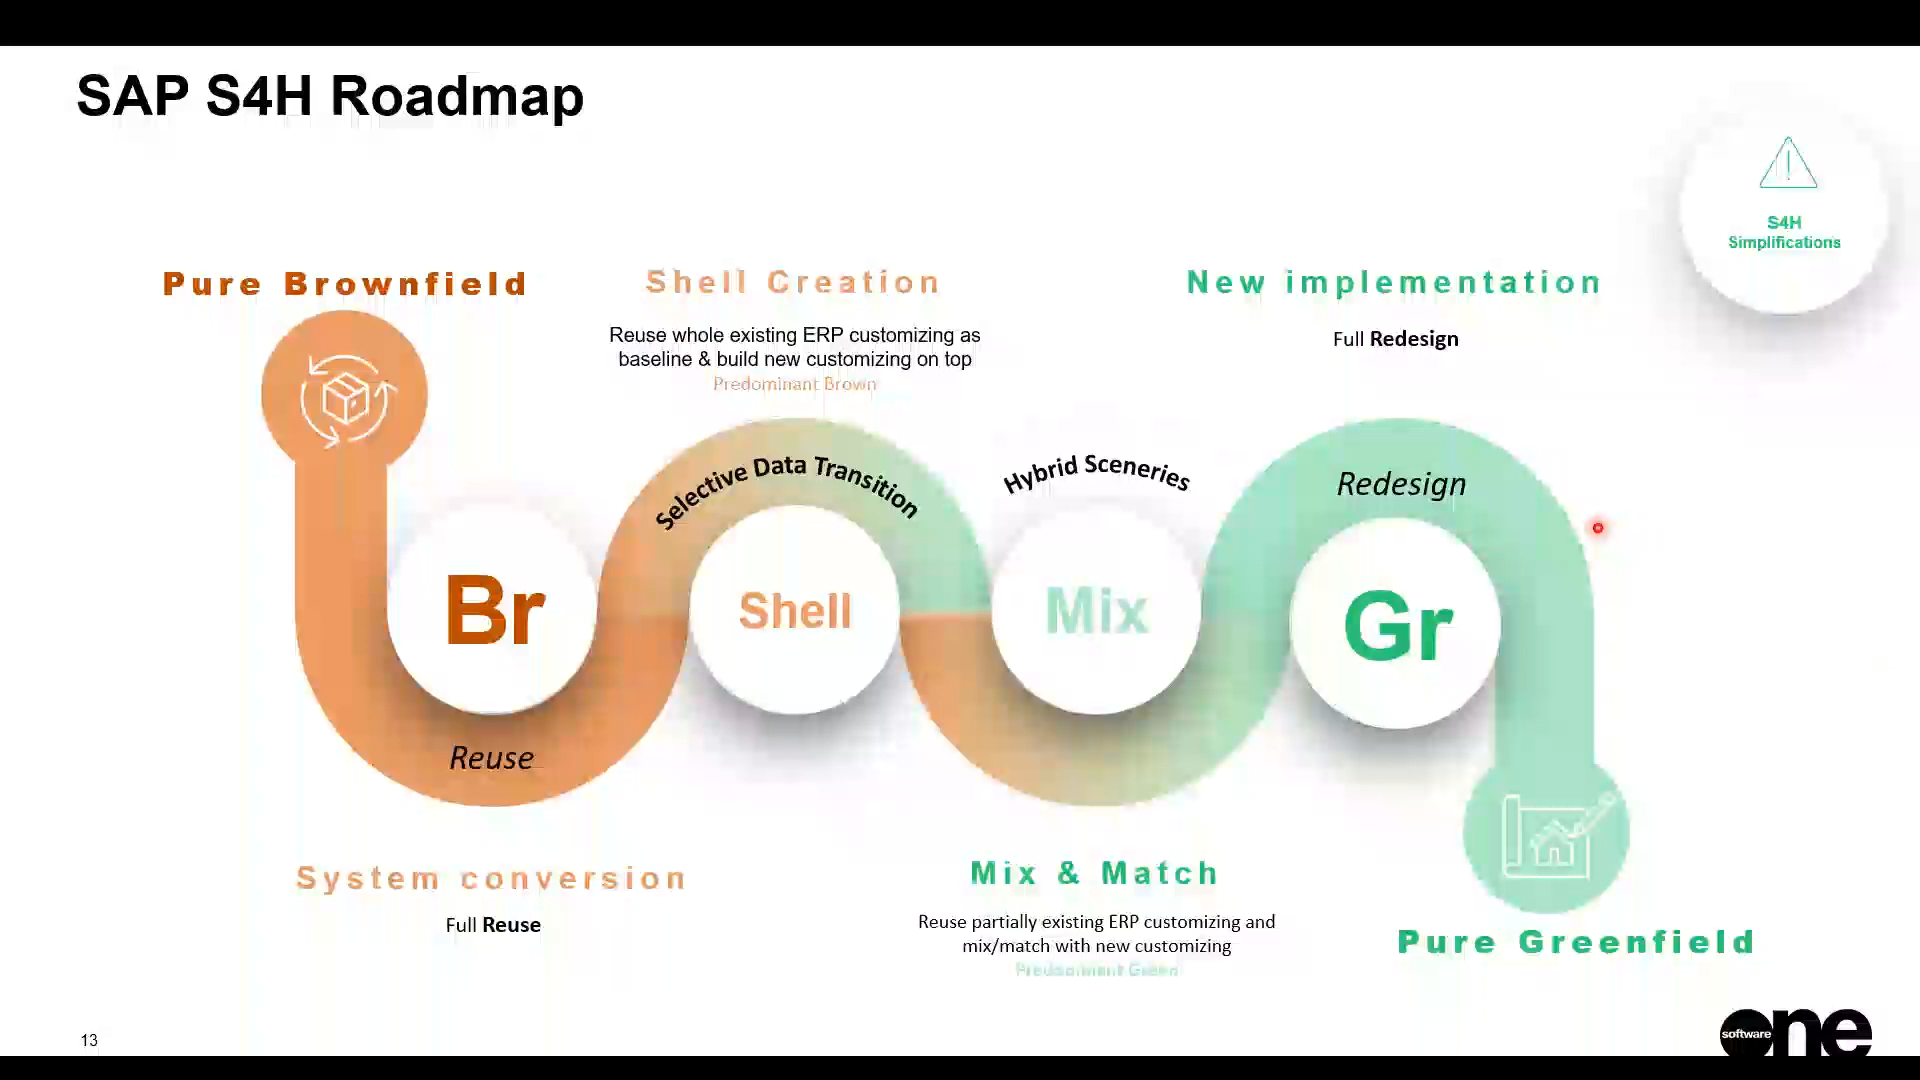 SAP S4H Roadmap
S4H
Simplifications
Pure Brownfield
Shell Creation
New implementation
Reuse whole existing ERP customizing as
baseline & build new customizing on top
Predominant Brown
Full Redesign
Selective Data Transition
Hybrid Sceneries
Redesign
Br
Shell
Mix
Gr
Reuse
System conversion
Full Reuse
Mix & Match
Reuse partially existing ERP customizing and
mix/match with new customizing
Predominant Green
Pure Greenfield
13
software one